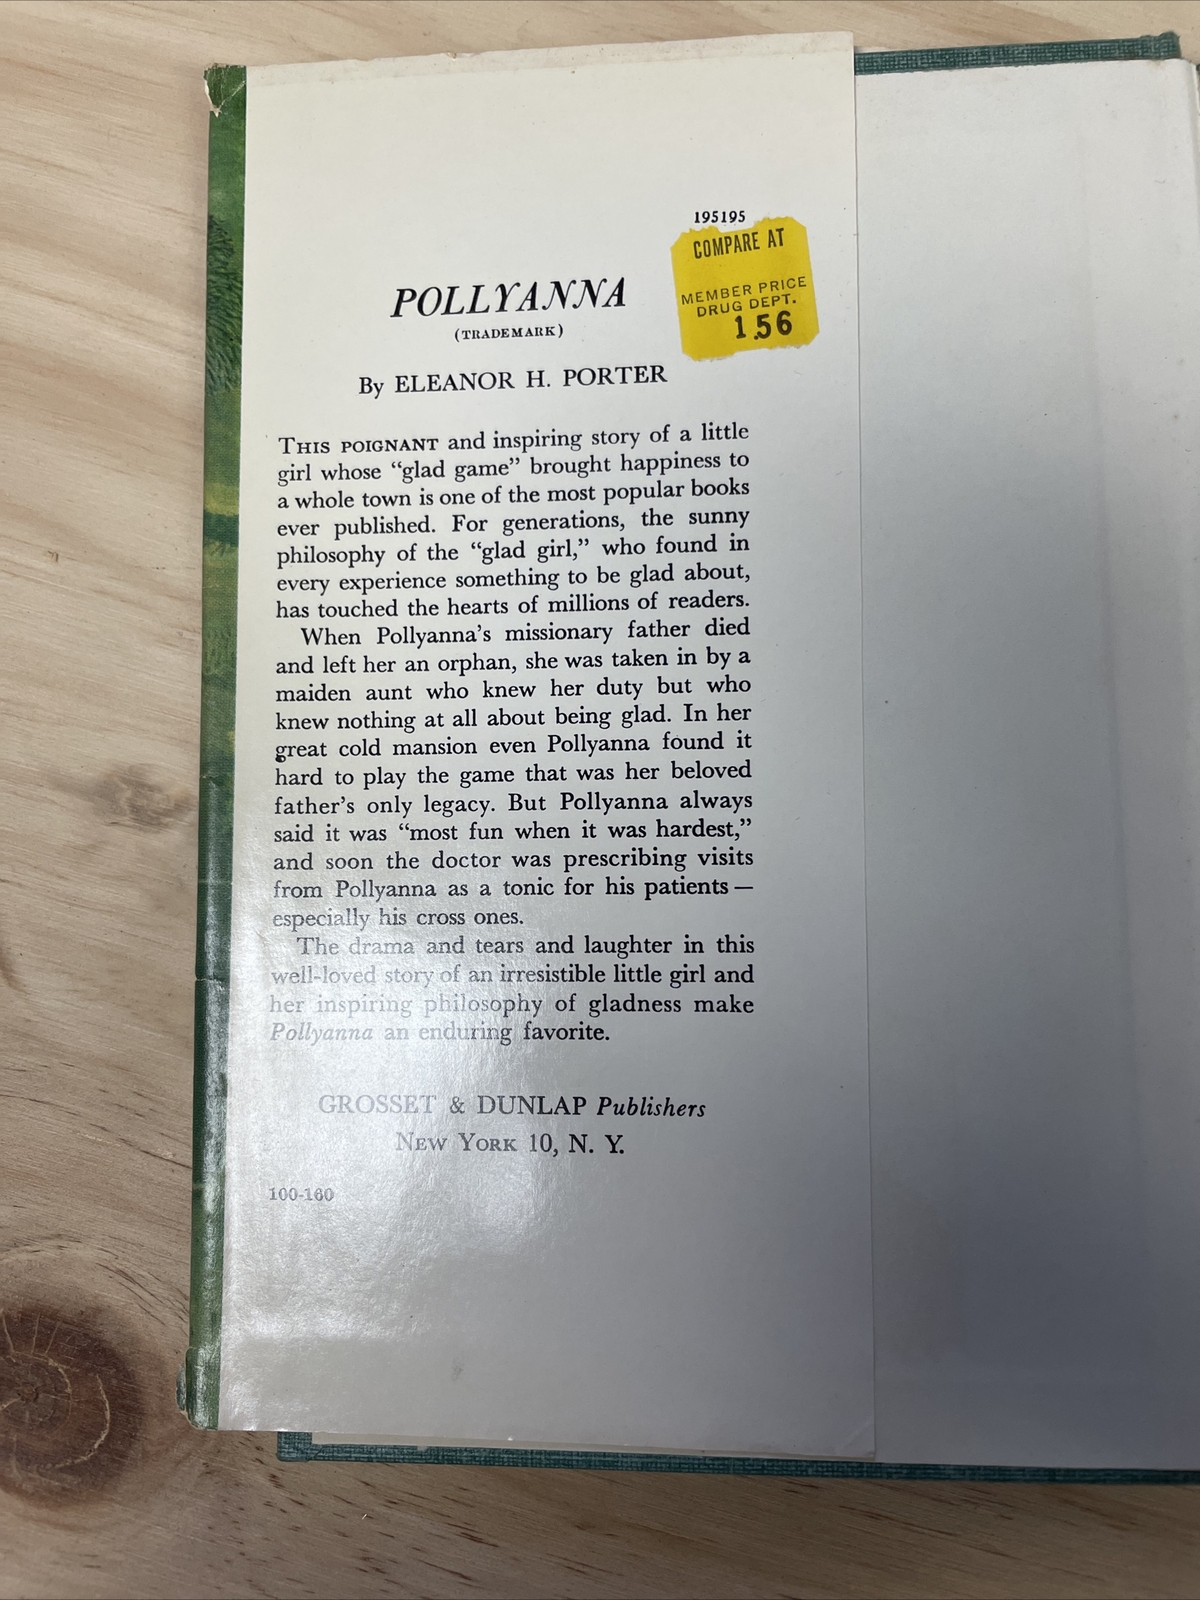 195195
COMPARE AT
MEMBER PRICE
DRUG DEPT.
1.56
POLLYANNA
(TRADEMARK)
By ELEANOR H. PORTER
THIS POIGNANT and inspiring story of a little
girl whose “glad game” brought happiness to
a whole town is one of the most popular books
ever published. For generations, the sunny
philosophy of the “glad girl,” who found in
every experience something to be glad about,
has touched the hearts of millions of readers.
When Pollyanna’s missionary father died
and left her an orphan, she was taken in by a
maiden aunt who knew her duty but who
knew nothing at all about being glad. In her
great cold mansion even Pollyanna found it
hard to play the game that was her beloved
father’s only legacy. But Pollyanna always
said it was “most fun when it was hardest,”
and soon the doctor was prescribing visits
from Pollyanna as a tonic for his patients—
especially his cross ones.
The drama and tears and laughter in this
well-loved story of an irresistible little girl and
her inspiring philosophy of gladness make
Pollyanna an enduring favorite.
GROSSET & DUNLAP Publishers
NEW YORK 10, N. Y.
100-160